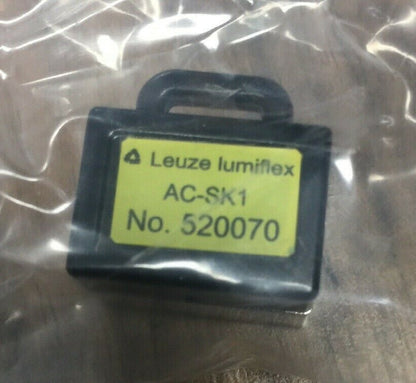 Leuze lumiflex
AC-SK1
No. 520070